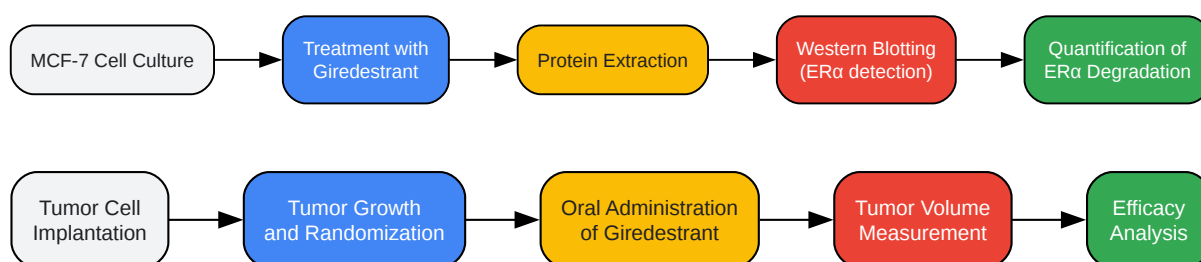 MCF-7 Cell Culture
Treatment with
Giredestrant
Protein Extraction
Western Blotting
(ERα detection)
Quantification of
ERα Degradation
Tumor Cell
Implantation
Tumor Growth
and Randomization
Oral Administration
of Giredestrant
Tumor Volume
Measurement
Efficacy
Analysis